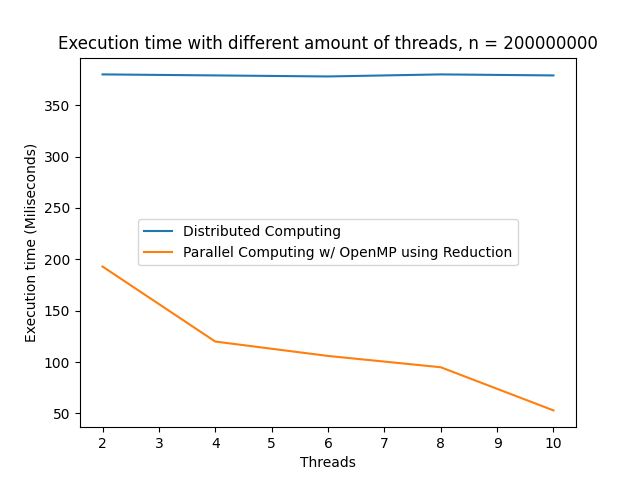 Execution time with different amount of threads, n = 200000000
Execution time (Miliseconds)
350
300
250
200
150
100
50
Distributed Computing
Parallel Computing w/ OpenMP using Reduction
2 3 4 5 6 7 8 9 10
Threads